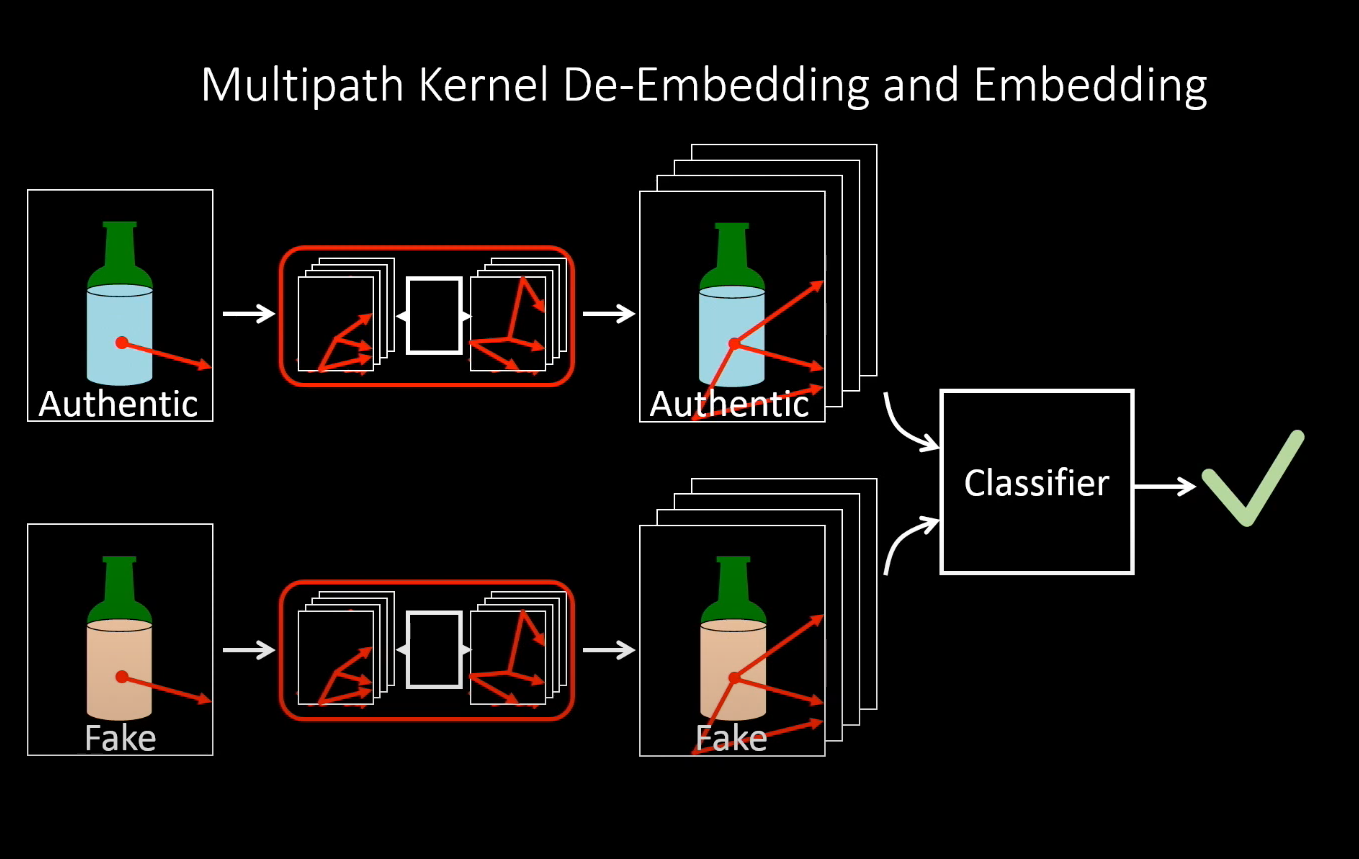 Multipath Kernel De-Embedding and Embedding
Authentic
Authentic
Classifier
Fake
Fake